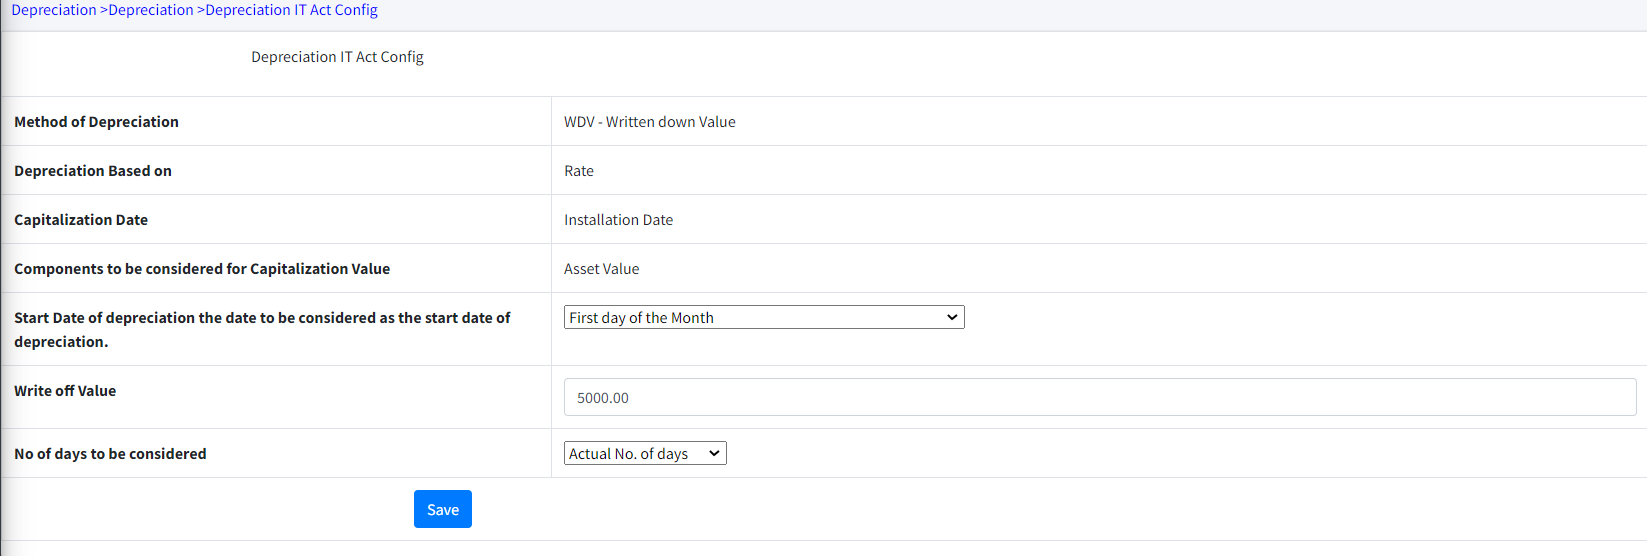 Depreciation >Depreciation >Depreciation IT Act Config
Depreciation IT Act Config
Method of Depreciation
WDV - Written down Value
Depreciation Based on
Rate
Capitalization Date
Installation Date
Components to be considered for Capitalization Value
Asset Value
Start Date of depreciation the date to be considered as the start date of
depreciation.
First day of the Month
Write off Value
5000.00
No of days to be considered
Actual No. of days
Save